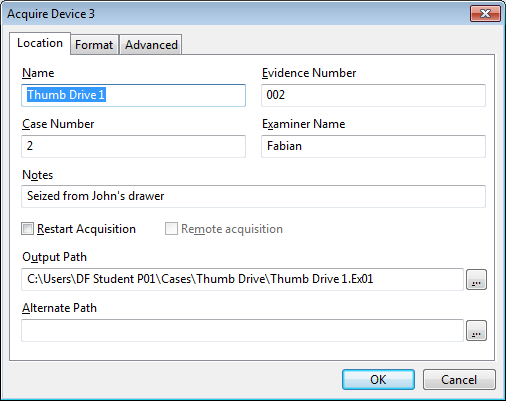 Acquire Device 3
Location Format Advanced
Name Evidence Number
Thumb Drive 1 002
Case Number Examiner Name
2 Fabian
Notes
Seized from John's drawer
Restart Acquisition Remote acquisition
Output Path
C:\Users\DF Student P01\Cases\Thumb Drive\Thumb Drive 1.Ex01 ...
Alternate Path
...
OK Cancel